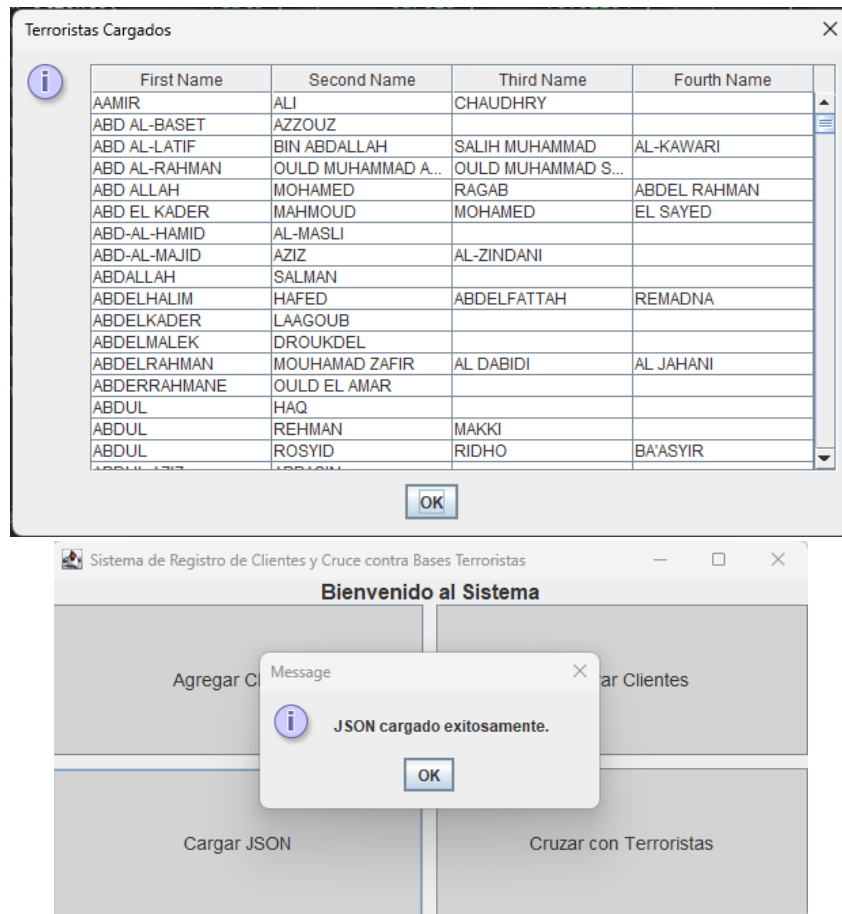 Terroristas Cargados
First Name Second Name Third Name Fourth Name
AAMIR ALI CHAUDHRY
ABD AL-BASET AZZOUZ
ABD AL-LATIF BIN ABDALLAH SALIH MUHAMMAD AL-KAWARI
ABD AL-RAHMAN OULD MUHAMMAD A... OULD MUHAMMAD S...
ABD ALLAH MOHAMED RAGAB ABDEL RAHMAN
ABD EL KADER MAHMOUD MOHAMED EL SAYED
ABD-AL-HAMID AL-MASLI
ABD-AL-MAJID AZIZ AL-ZINDANI
ABDALLAH SALMAN
ABDELHALIM HAFED ABDELFATTAH REMADNA
ABDELKADER LAAGOUB
ABDELMALEK DROUKDEL
ABDELRAHMAN MOUHAMAD ZAFIR AL DABIDI AL JAHANI
ABDERRAHMANE OULD EL AMAR
ABDUL HAQ
ABDUL REHMAN MAKKI
ABDUL ROSYID RIDHO BA'ASYIR
OK
Sistema de Registro de Clientes y Cruce contra Bases Terroristas
Bienvenido al Sistema
Agregar Cl
ar Clientes
Message
JSON cargado exitosamente.
OK
Cargar JSON
Cruzar con Terroristas